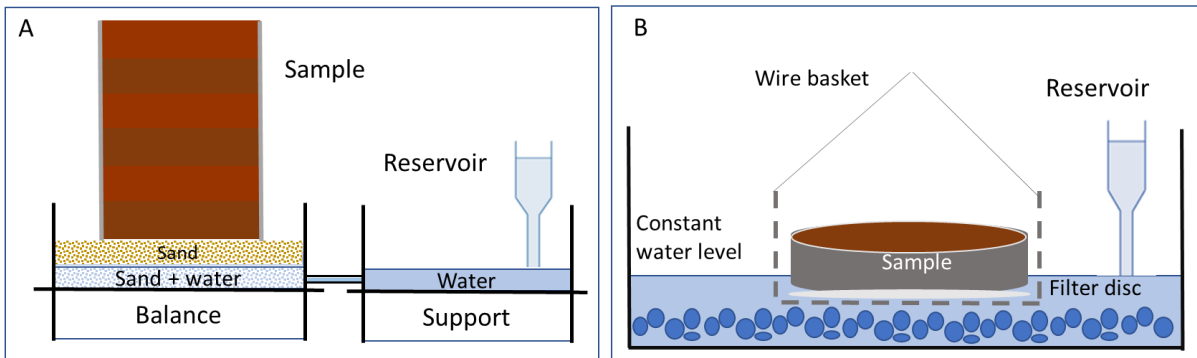 A
Sample
Reservoir
Sand
Sand + water
Water
Balance
Support
B
Wire basket
Reservoir
Constant
water level
Sample
Filter disc